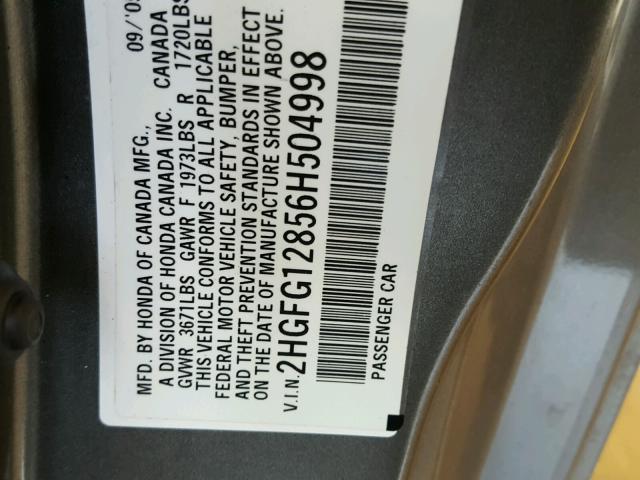 MFD. BY HONDA OF CANADA MFG., 09/'0
A DIVISION OF HONDA CANADA INC. CANADA
GVWR 3671LBS GAWR F 1973LBS R 1720LBS
THIS VEHICLE CONFORMS TO ALL APPLICABLE
FEDERAL MOTOR VEHICLE SAFETY, BUMPER,
AND THEFT PREVENTION STANDARDS IN EFFECT
ON THE DATE OF MANUFACTURE SHOWN ABOVE.
V.I.N. 2HGFG12856H504998
PASSENGER CAR